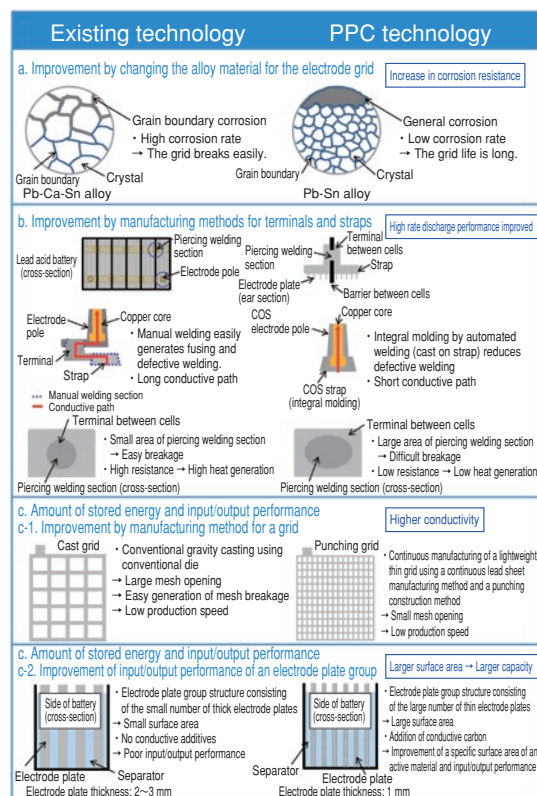 Existing technology
PPC technology
a. Improvement by changing the alloy material for the electrode grid
Increase in corrosion resistance
Grain boundary corrosion
・High corrosion rate
→ The grid breaks easily.
Grain boundary
Crystal
Pb-Ca-Sn alloy
General corrosion
・Low corrosion rate
→ The grid life is long.
Grain boundary
Crystal
Pb-Sn alloy
b. Improvement by manufacturing methods for terminals and straps
High rate discharge performance improved
Lead acid battery
(cross-section)
Piercing welding
section
Electrode pole
Electrode
pole
Copper core
Terminal
Strap
・Manual welding easily
generates fusing and
defective welding.
・Long conductive path
Manual welding section
Conductive path
Terminal between cells
・Small area of piercing welding section
→ Easy breakage
・High resistance → High heat generation
Piercing welding section (cross-section)
Piercing welding
section
Terminal
between cells
Strap
Electrode plate
(ear section)
Barrier between cells
COS
electrode pole
Copper core
・Integral molding by automated
welding (cast on strap) reduces
defective welding
・Short conductive path
COS strap
(integral molding)
Terminal between cells
・Large area of piercing welding section
→ Difficult breakage
・Low resistance → Low heat generation
Piercing welding section (cross-section)
c. Amount of stored energy and input/output performance
c-1. Improvement by manufacturing method for a grid
Higher conductivity
Cast grid
・Conventional gravity casting using
conventional die
→ Large mesh opening
→ Easy generation of mesh breakage
→ Low production speed
Punching grid
・Continuous manufacturing of a lightweight
thin grid using a continuous lead sheet
manufacturing method and a punching
construction method
→ Small mesh opening
→ Low production speed
c. Amount of stored energy and input/output performance
c-2. Improvement of input/output performance of an electrode plate group
Larger surface area → Larger capacity
Side of battery
(cross-section)
・Electrode plate group structure consisting
of the small number of thick electrode plates
→ Small surface area
・No conductive additives
→ Poor input/output performance
Electrode plate
Separator
Electrode plate thickness: 2~3 mm
Side of battery
(cross-section)
・Electrode plate group structure consisting
of the large number of thin electrode plates
→ Large surface area
・Addition of conductive carbon
→ Improvement of a specific surface area of an
active material and input/output performance
Separator
Electrode plate
Electrode plate thickness: 1 mm